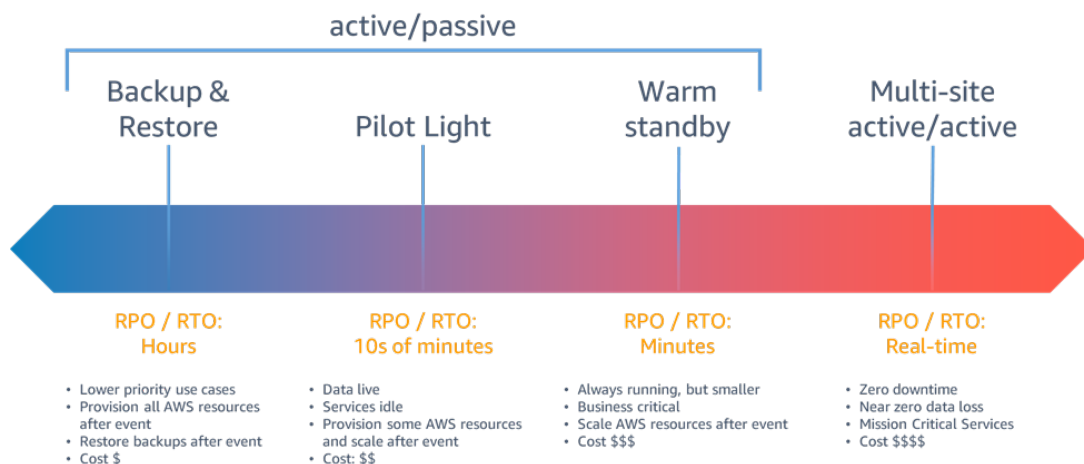 active/passive
Backup &
Restore
Pilot Light
Warm
standby
Multi-site
active/active
RPO / RTO:
Hours
RPO / RTO:
10s of minutes
RPO / RTO:
Minutes
RPO / RTO:
Real-time
• Lower priority use cases
• Provision all AWS resources
after event
• Restore backups after event
• Cost $
• Data live
• Services idle
• Provision some AWS resources
and scale after event
• Cost: $$
• Always running, but smaller
• Business critical
• Scale AWS resources after event
• Cost $$$
• Zero downtime
• Near zero data loss
• Mission Critical Services
• Cost $$$$